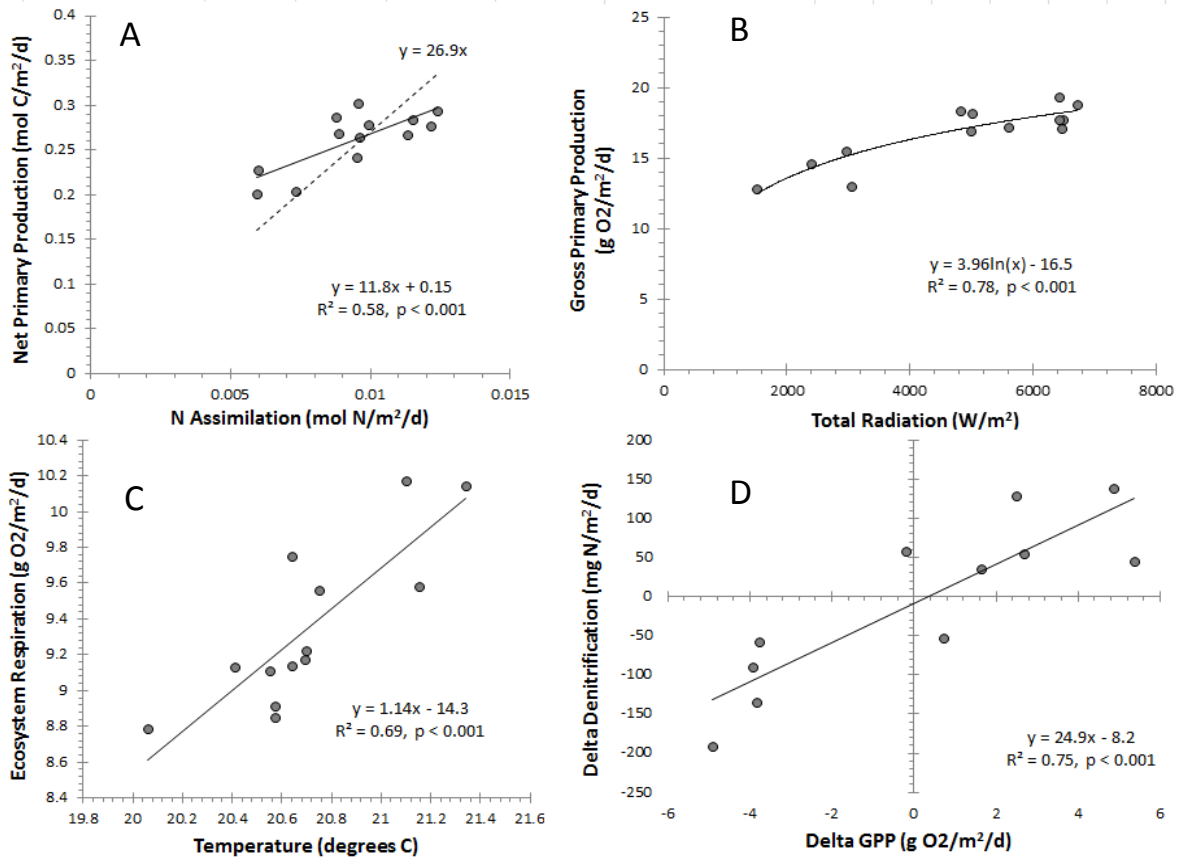 A
0.4
0.35
0.3
0.25
0.2
0.15
0.1
0.05
0
Net Primary Production (mol C/m²/d)
y = 26.9x
y = 11.8x + 0.15
R² = 0.58, p < 0.001
0
0.005
0.01
0.015
N Assimilation (mol N/m²/d)
B
25
20
15
10
5
0
Gross Primary Production
(g O2/m²/d)
y = 3.96ln(x) - 16.5
R² = 0.78, p < 0.001
0
2000
4000
6000
8000
Total Radiation (W/m²)
C
10.4
10.2
10
9.8
9.6
9.4
9.2
9
8.8
8.6
8.4
Ecosystem Respiration (g O2/m²/d)
y = 1.14x - 14.3
R² = 0.69, p < 0.001
19.8
20
20.2
20.4
20.6
20.8
21
21.2
21.4
21.6
Temperature (degrees C)
D
200
150
100
50
0
-50
-100
-150
-200
-250
Delta Denitrification (mg N/m²/d)
y = 24.9x - 8.2
R² = 0.75, p < 0.001
-6
-4
-2
0
2
4
6
Delta GPP (g O2/m²/d)